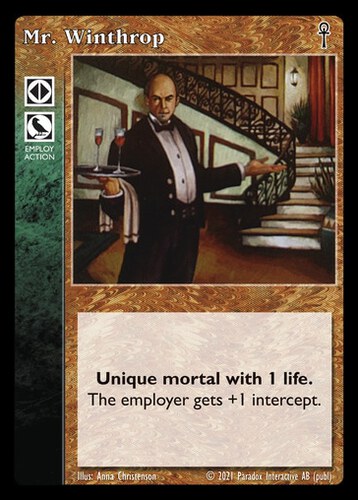 Mr. Winthrop
EMPLOY
ACTION
Unique mortal with 1 life.
The employer gets +1 intercept.
Illus: Anna Christenson
© 2021 Paradox Interactive AB (publ)